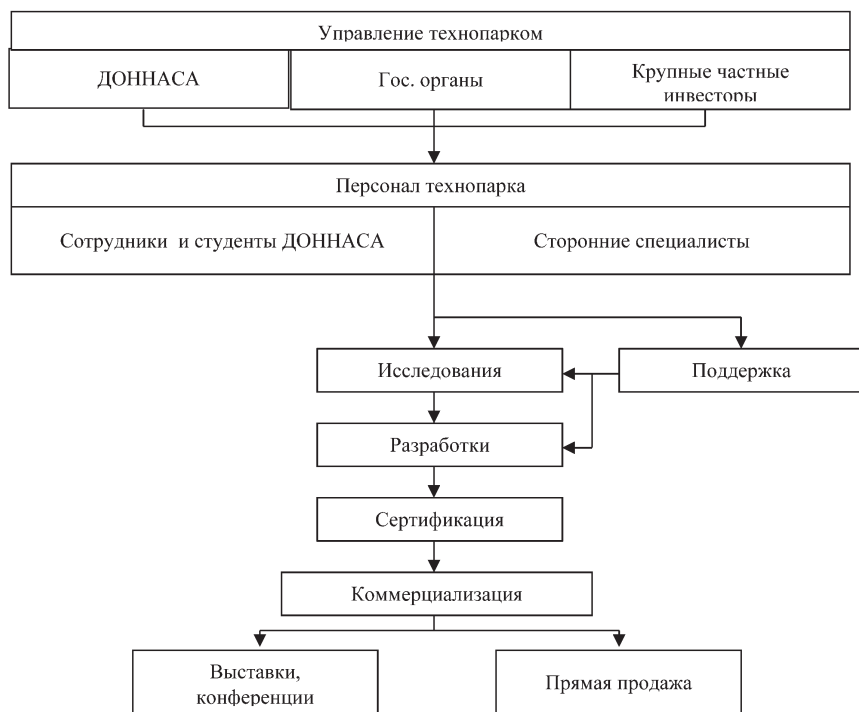 Управление технопарком
ДОННАСА
Гос. органы
Крупные частные
инвесторы
Персонал технопарка
Сотрудники и студенты ДОННАСА
Сторонние специалисты
Исследования
Поддержка
Разработки
Сертификация
Коммерциализация
Выставки,
конференции
Прямая продажа